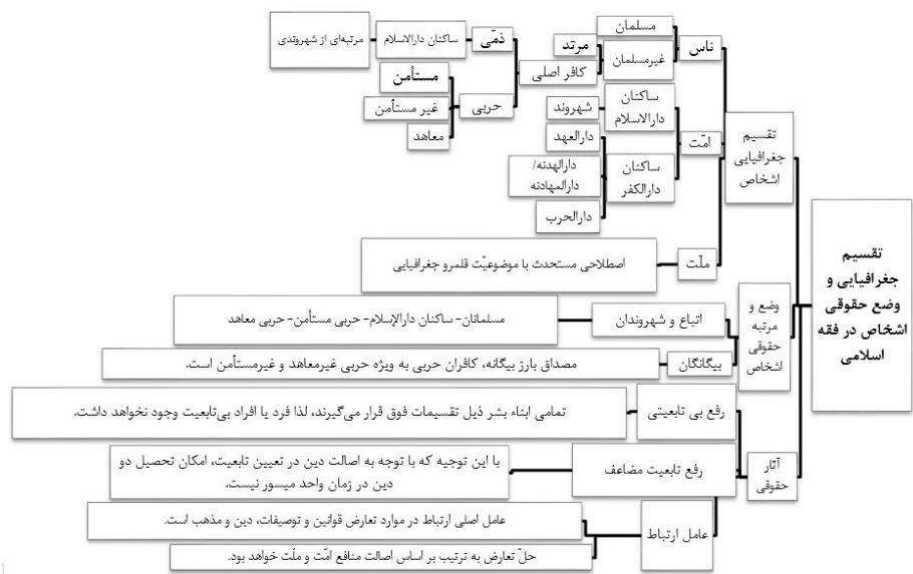 تقسیم
جغرافیایی و
وضع حقوقی
اشخاص در فقه
اسلامی
تقسیم
جغرافیایی
اشخاص
ناس
مسلمان
غیرمسلمان
مرتد
کافر اصلی
ذمّی
ساکنان دارالاسلام
مرتبه‌ای از شهروتدی
حربی
مستأمن
غیر مستأمن
معاهد
امّت
ساکنان
دارالاسلام
شهروند
ساکنان
دارالکفر
دارالعهد
دارالهدنه/
دارالمهادنه
دارالحرب
ملّت
اصطلاحی مستحدث با موضوعیّت قلمرو جغرافیایی
وضع و
مرتبه
حقوقی
اشخاص
اتباع و شهروندان
مسلمانان- ساکنان دارالإسلام- حربی مستأمن- حربی معاهد
بیگانگان
مصداق بارز بیگانه، کافران حربی به ویژه حربی غیرمعاهد و غیرمستأمن است.
آثار
حقوقی
رفع بی تابعیتی
تمامی ابناء بشر ذیل تقسیمات فوق قرار می‌گیرند، لذا فرد یا افراد بی‌تابعیت وجود نخواهد داشت.
رفع تابعیت مضاعف
با این توجیه که با توجه به اصالت دین در تعیین تابعیت، امکان تحصیل دو
دین در زمان واحد میسور نیست.
عامل ارتباط
عامل اصلی ارتباط در موارد تعارض قوانین و توصیفات، دین و مذهب است.
حلّ تعارض به ترتیب بر اساس اصالت منافع امّت و ملّت خواهد بود.